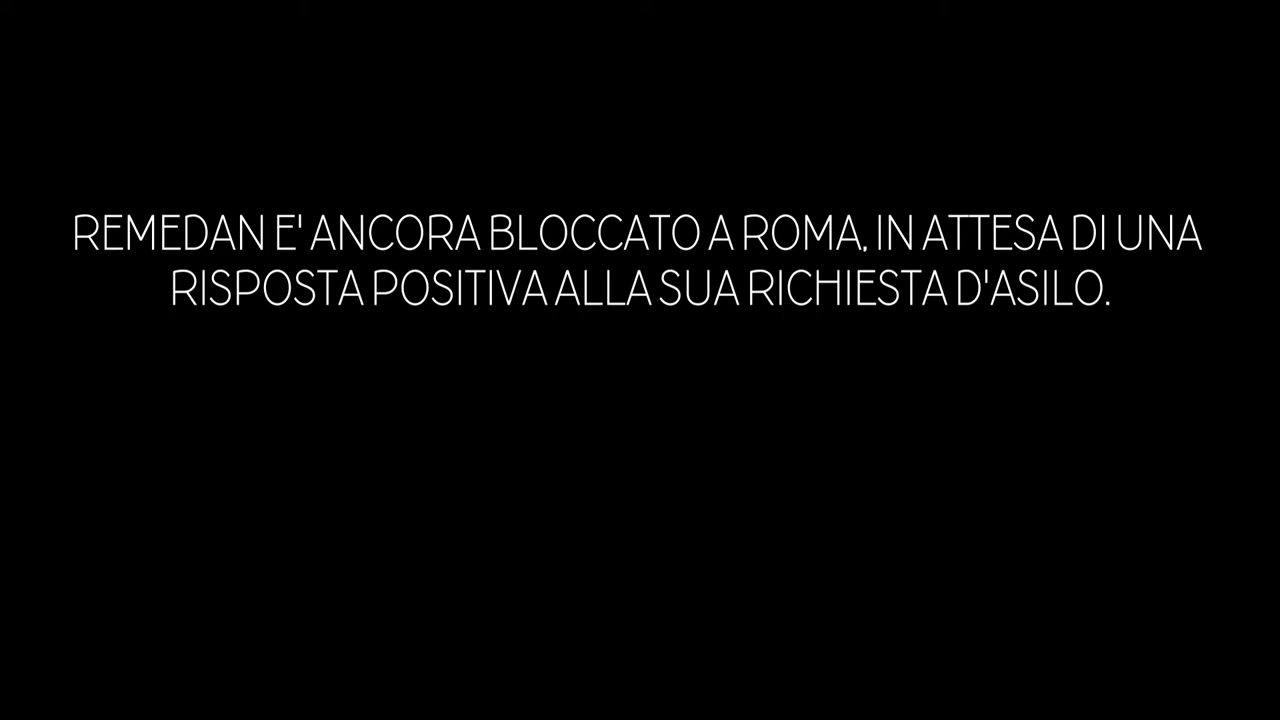 REMEDAN E' ANCORA BLOCCATO A ROMA, IN ATTESA DI UNA
RISPOSTA POSITIVA ALLA SUA RICHIESTA D'ASILO.